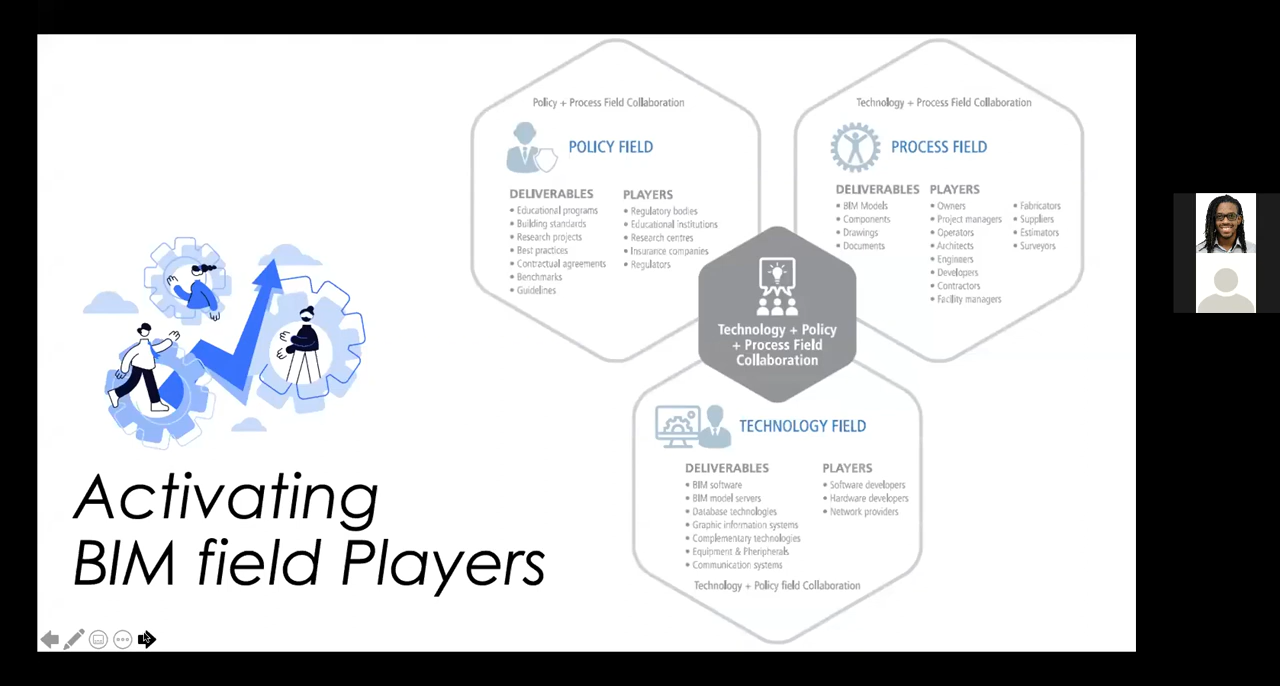 Policy + Process Field Collaboration
POLICY FIELD
DELIVERABLES
• Educational programs
• Building standards
• Research projects
• Best practices
• Contractual agreements
• Benchmarks
• Guidelines
PLAYERS
• Regulatory bodies
• Educational institutions
• Research centres
• Insurance companies
• Regulators
Technology + Process Field Collaboration
PROCESS FIELD
DELIVERABLES
• BIM Models
• Components
• Drawings
• Documents
PLAYERS
• Owners
• Project managers
• Operators
• Architects
• Engineers
• Developers
• Contractors
• Facility managers
• Fabricators
• Suppliers
• Estimators
• Surveyors
Technology + Policy
+ Process Field
Collaboration
TECHNOLOGY FIELD
DELIVERABLES
• BIM software
• BIM model servers
• Database technologies
• Graphic information systems
• Complementary technologies
• Equipment & Pheripherals
• Communication systems
PLAYERS
• Software developers
• Hardware developers
• Network providers
Technology + Policy field Collaboration
Activating
BIM field Players